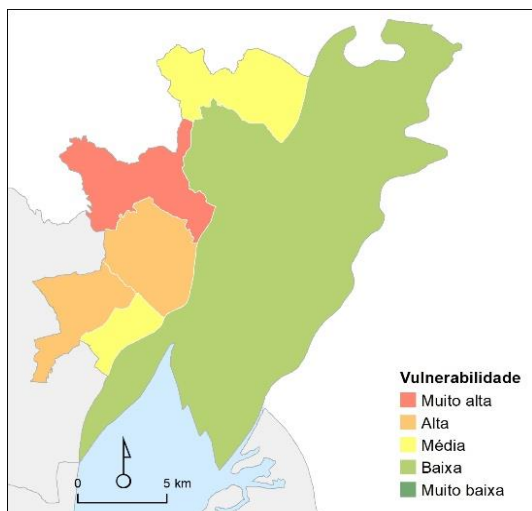 Vulnerabilidade
Muito alta
Alta
Média
Baixa
Muito baixa
0 5 km